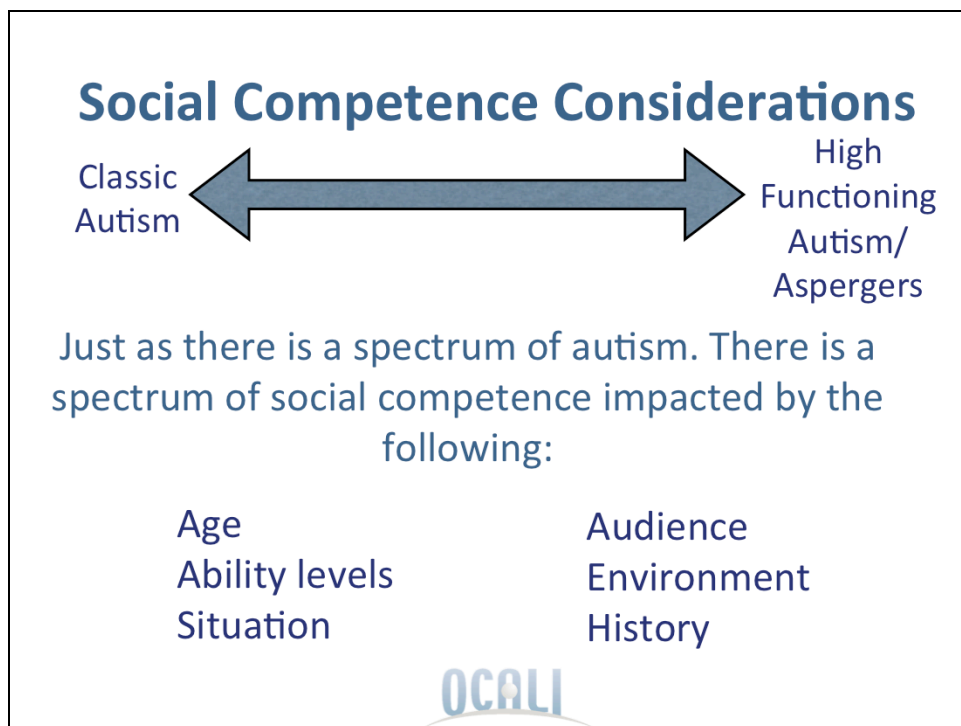 Social Competence Considerations
Classic
Autism
High
Functioning
Autism/
Aspergers
Just as there is a spectrum of autism. There is a
spectrum of social competence impacted by the
following:
Age
Ability levels
Situation
Audience
Environment
History
OCALI